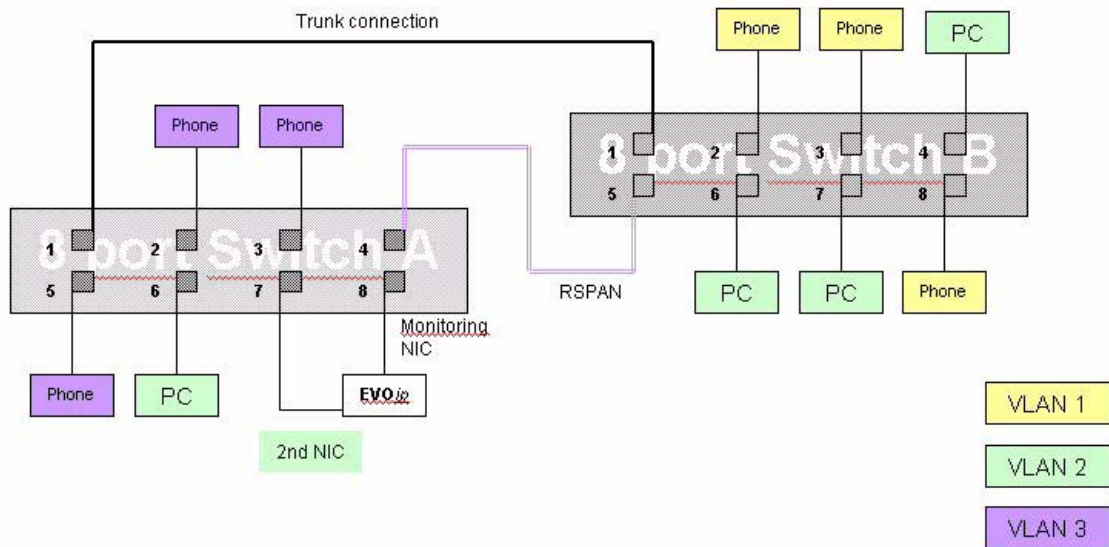 Trunk connection
Phone
Phone
PC
Phone
Phone
8 port Switch B
1
2
3
4
5
6
7
8
8 port Switch A
1
2
3
4
5
6
7
8
RSPAN
PC
PC
Phone
Monitoring
NIC
Phone
PC
EVOip
2nd NIC
VLAN 1
VLAN 2
VLAN 3